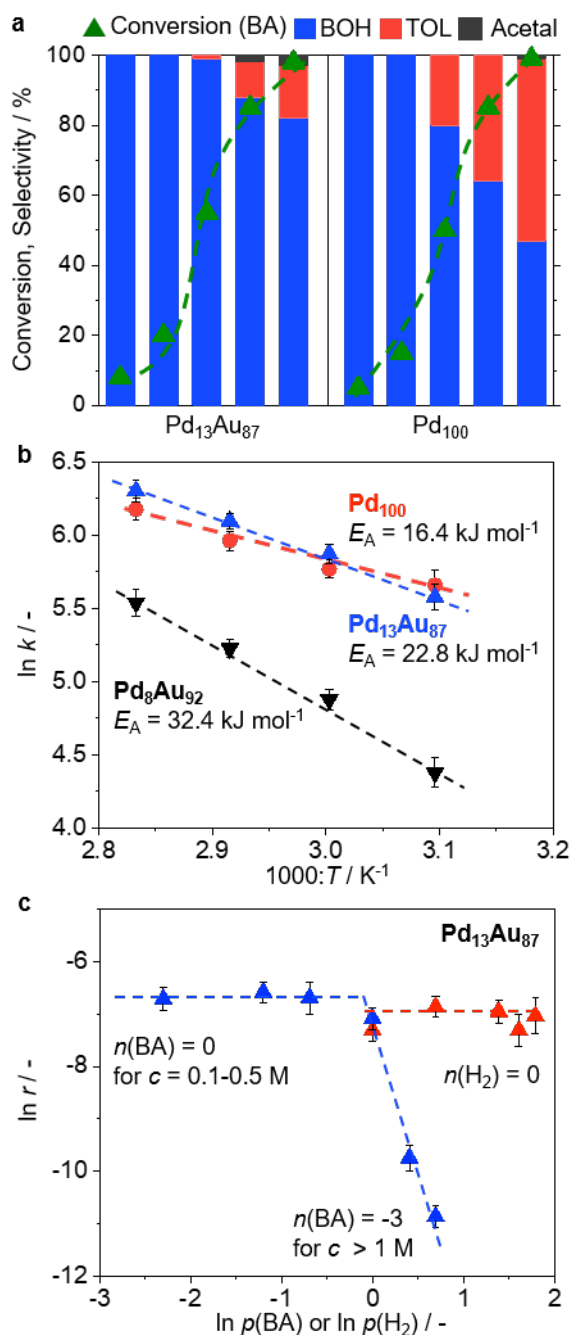 a
Conversion (BA) BOH TOL Acetal
Conversion, Selectivity / %
100
80
60
40
20
0
Pd₁₃Au₈₇ Pd₁₀₀
b
ln k / -
6.5
6.0
5.5
5.0
4.5
4.0
Pd₁₀₀
E_A = 16.4 kJ mol⁻¹
Pd₁₃Au₈₇
E_A = 22.8 kJ mol⁻¹
Pd₈Au₉₂
E_A = 32.4 kJ mol⁻¹
2.8 2.9 3.0 3.1 3.2
1000:T / K⁻¹
c
ln r / -
-6
-8
-10
-12
Pd₁₃Au₈₇
n(BA) = 0
for c = 0.1-0.5 M
n(H₂) = 0
n(BA) = -3
for c > 1 M
-3 -2 -1 0 1 2
ln p(BA) or ln p(H₂) / -